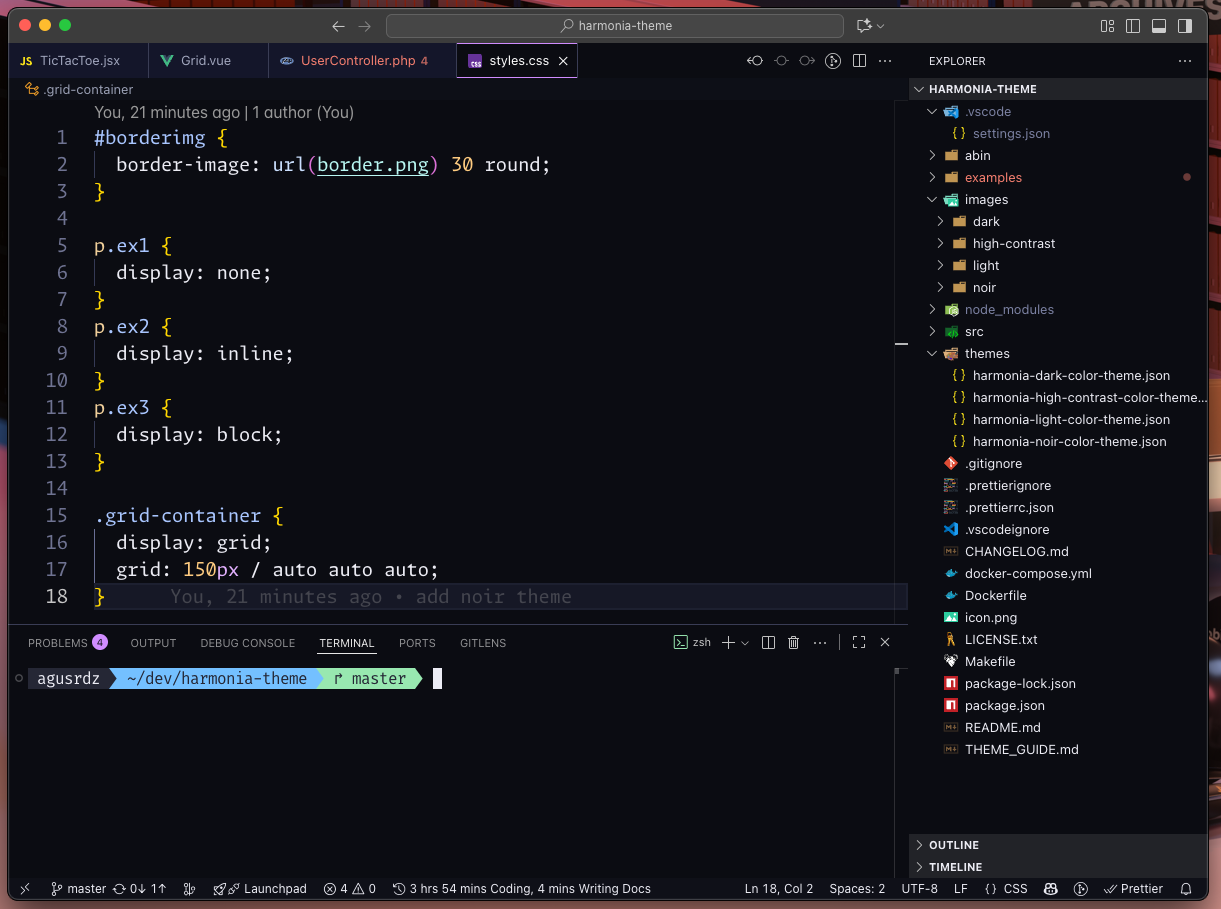 harmonia-theme
JS TicTacToe.jsx
Grid.vue
UserController.php 4
styles.css
.grid-container
You, 21 minutes ago | 1 author (You)
1 #borderimg {
2 border-image: url(border.png) 30 round;
3 }
4
5 p.ex1 {
6 display: none;
7 }
8 p.ex2 {
9 display: inline;
10 }
11 p.ex3 {
12 display: block;
13 }
14
15 .grid-container {
16 display: grid;
17 grid: 150px / auto auto auto;
18 } You, 21 minutes ago • add noir theme
PROBLEMS 4 OUTPUT DEBUG CONSOLE TERMINAL PORTS GITLENS
zsh
agusrdz ~/dev/harmonia-theme master
EXPLORER
HARMONIA-THEME
.vscode
{ } settings.json
abin
examples
images
dark
high-contrast
light
noir
node_modules
src
themes
{ } harmonia-dark-color-theme.json
{ } harmonia-high-contrast-color-theme...
{ } harmonia-light-color-theme.json
{ } harmonia-noir-color-theme.json
.gitignore
.prettierignore
.prettierrc.json
.vscodeignore
CHANGELOG.md
docker-compose.yml
Dockerfile
icon.png
LICENSE.txt
Makefile
package-lock.json
package.json
README.md
THEME_GUIDE.md
OUTLINE
TIMELINE
master 0↓ 1↑ Launchpad 4 0 3 hrs 54 mins Coding, 4 mins Writing Docs Ln 18, Col 2 Spaces: 2 UTF-8 LF { } CSS Prettier